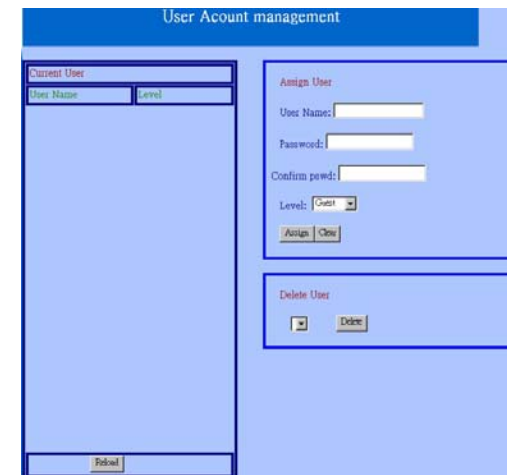 User Acount management
Current User
User Name
Level
Reload
Assign User
User Name:
Password:
Confirm pswd:
Level: Guest
Assign Clear
Delete User
Delete